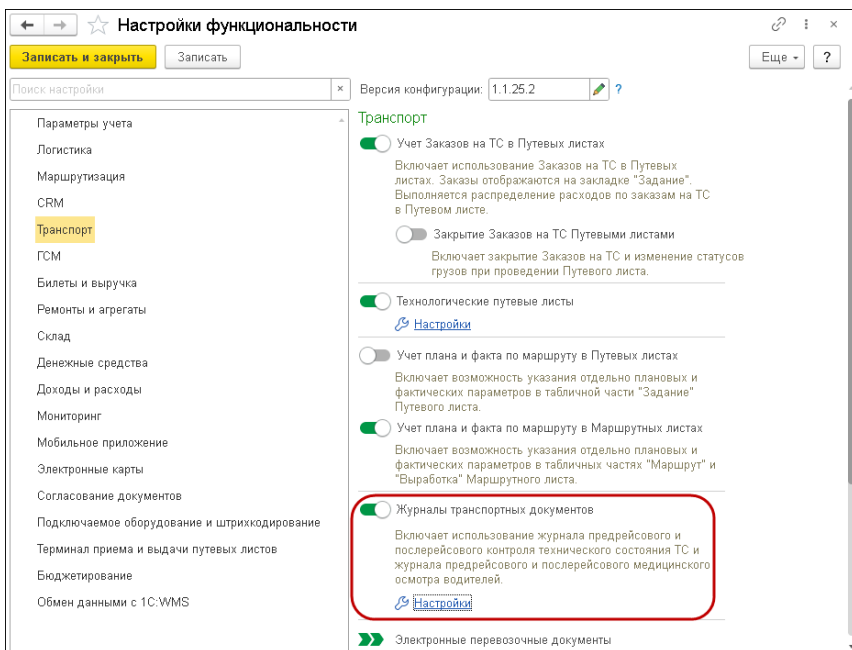 Настройки функциональности
Записать и закрыть
Записать
Еще
?
Поиск настройки
×
Версия конфигурации:
1.1.25.2
?
Параметры учета
Логистика
Маршрутизация
CRM
Транспорт
ГСМ
Билеты и выручка
Ремонты и агрегаты
Склад
Денежные средства
Доходы и расходы
Мониторинг
Мобильное приложение
Электронные карты
Согласование документов
Подключаемое оборудование и штрихкодирование
Терминал приема и выдачи путевых листов
Бюджетирование
Обмен данными с 1С:WMS
Транспорт
Учет Заказов на ТС в Путевых листах
Включает использование Заказов на ТС в Путевых
листах. Заказы отображаются на закладке "Задание".
Выполняется распределение расходов по заказам на ТС
в Путевом листе.
Закрытие Заказов на ТС Путевыми листами
Включает закрытие Заказов на ТС и изменение статусов
грузов при проведении Путевого листа.
Технологические путевые листы
Настройки
Учет плана и факта по маршруту в Путевых листах
Включает возможность указания отдельно плановых и
фактических параметров в табличной части "Задание"
Путевого листа.
Учет плана и факта по маршруту в Маршрутных листах
Включает возможность указания отдельно плановых и
фактических параметров в табличных частях "Маршрут" и
"Выработка" Маршрутного листа.
Журналы транспортных документов
Включает использование журнала предрейсового и
послерейсового контроля технического состояния ТС и
журнала предрейсового и послерейсового медицинского
осмотра водителей.
Настройки
Электронные перевозочные документы